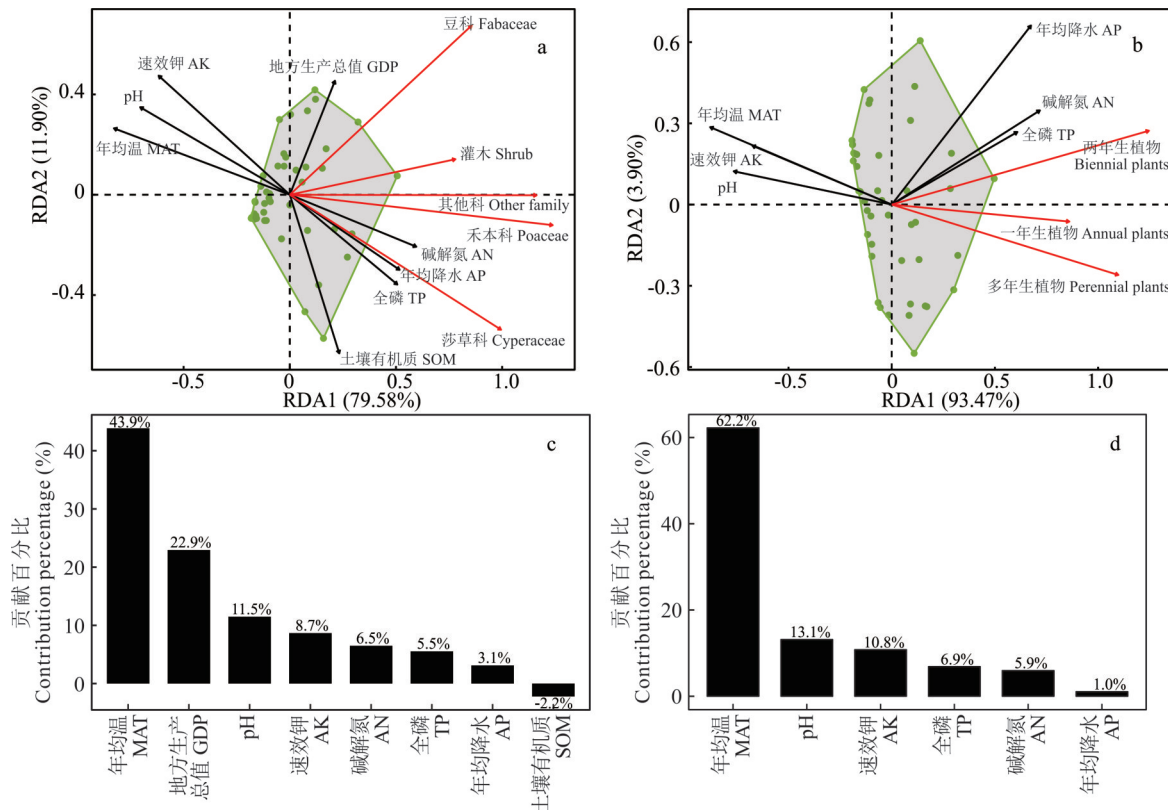 a
豆科 Fabaceae
速效钾 AK
地方生产总值 GDP
pH
年均温 MAT
灌木 Shrub
其他科 Other family
禾本科 Poaceae
碱解氮 AN
年均降水 AP
全磷 TP
莎草科 Cyperaceae
土壤有机质 SOM
RDA2 (11.90%)
0.4
0
-0.4
-0.5
0
0.5
1.0
RDA1 (79.58%)
b
年均降水 AP
碱解氮 AN
年均温 MAT
全磷 TP
两年生植物
Biennial plants
速效钾 AK
pH
一年生植物 Annual plants
多年生植物 Perennial plants
RDA2 (3.90%)
0.6
0.3
0
-0.3
-0.6
-0.5
0
0.5
1.0
RDA1 (93.47%)
c
贡献百分比
Contribution percentage (%)
40
30
20
10
0
43.9%
22.9%
11.5%
8.7%
6.5%
5.5%
3.1%
-2.2%
年均温
MAT
地方生产
总值 GDP
pH
速效钾
AK
碱解氮
AN
全磷
TP
年均降水
AP
土壤有机质
SOM
d
贡献百分比
Contribution percentage (%)
60
40
20
0
62.2%
13.1%
10.8%
6.9%
5.9%
1.0%
年均温
MAT
pH
速效钾
AK
全磷
TP
碱解氮
AN
年均降水
AP